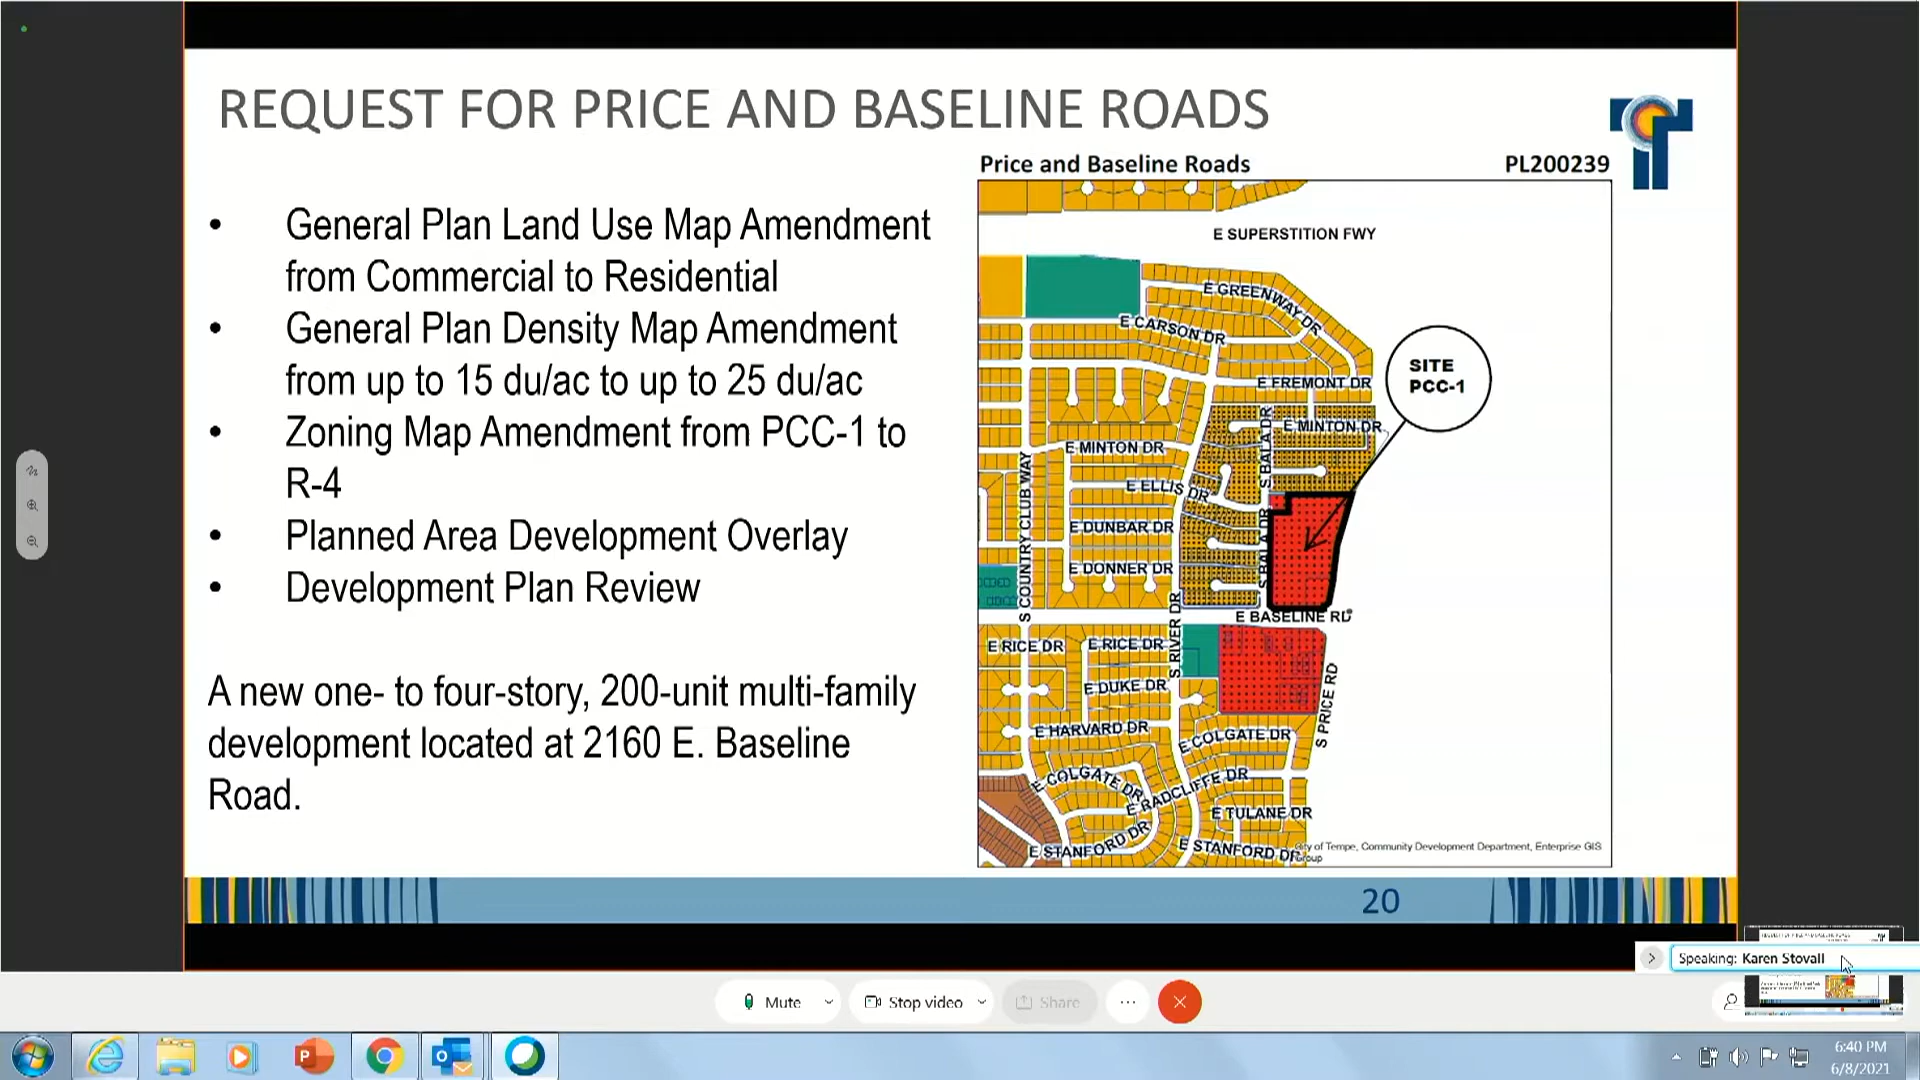 REQUEST FOR PRICE AND BASELINE ROADS
• General Plan Land Use Map Amendment
from Commercial to Residential
• General Plan Density Map Amendment
from up to 15 du/ac to up to 25 du/ac
• Zoning Map Amendment from PCC-1 to
R-4
• Planned Area Development Overlay
• Development Plan Review
A new one- to four-story, 200-unit multi-family
development located at 2160 E. Baseline
Road.
Price and Baseline Roads
PL200239
E SUPERSTITION FWY
E GREENWAY DR
E CARSON DR
SITE
PCC-1
E FREMONT DR
S BALA DR
E MINTON DR
E MINTON DR
S COUNTRY CLUB WAY
E ELLIS DR
E DUNBAR DR
S BALA DR
E DONNER DR
S RIVER DR
E BASELINE RD
E RICE DR
E RICE DR
E DUKE DR
S PRICE RD
E HARVARD DR
E COLGATE DR
E COLGATE DR
E RADCLIFFE DR
E TULANE DR
E STANFORD DR
E STANFORD DR
City of Tempe, Community Development Department, Enterprise GIS
Group
20
Speaking: Karen Stovall
Mute
Stop video
Share
6:40 PM
6/8/2021